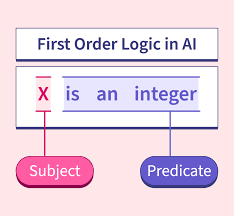 First Order Logic in AI
X is an integer
Subject Predicate